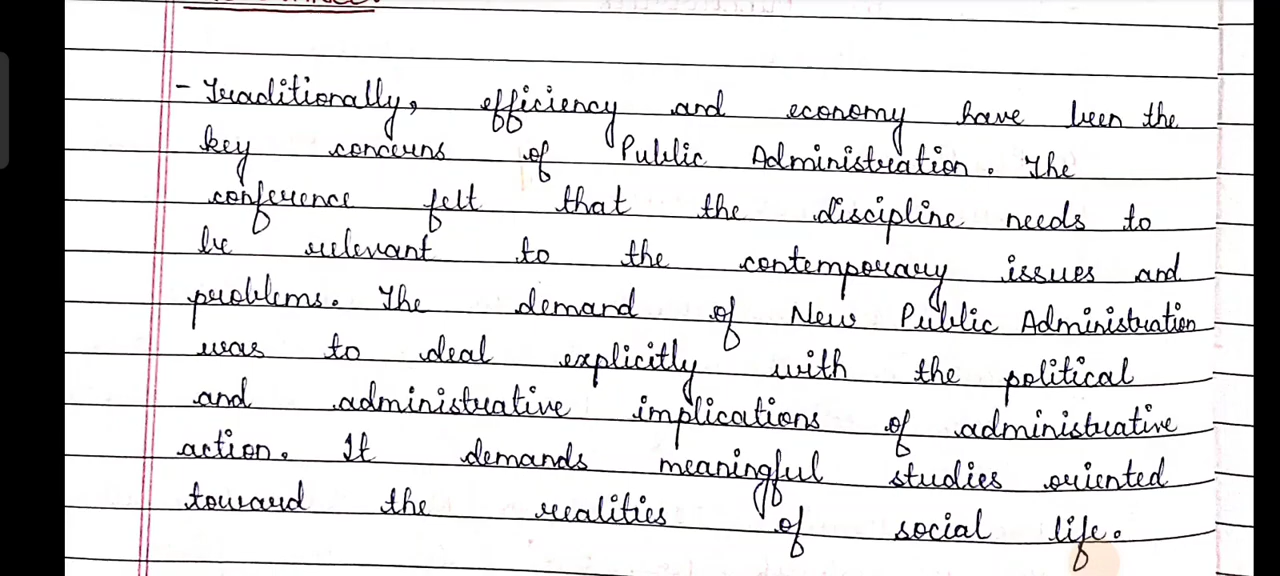 - Traditionally, efficiency and economy have been the
key concerns of Public Administration. The
conference felt that the discipline needs to
be relevant to the contemporary issues and
problems. The demand of New Public Administration
was to deal explicitly with the political
and administrative implications of administrative
action. It demands meaningful studies oriented
toward the realities of social life.